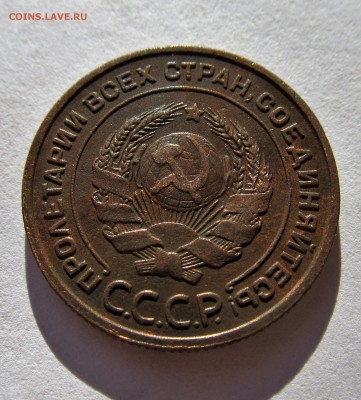 COINS.LAVE.RU
ПРОЛЕТАРИИ ВСЕХ СТРАН, СОЕДИНЯЙТЕСЬ!
С.С.С.Р.